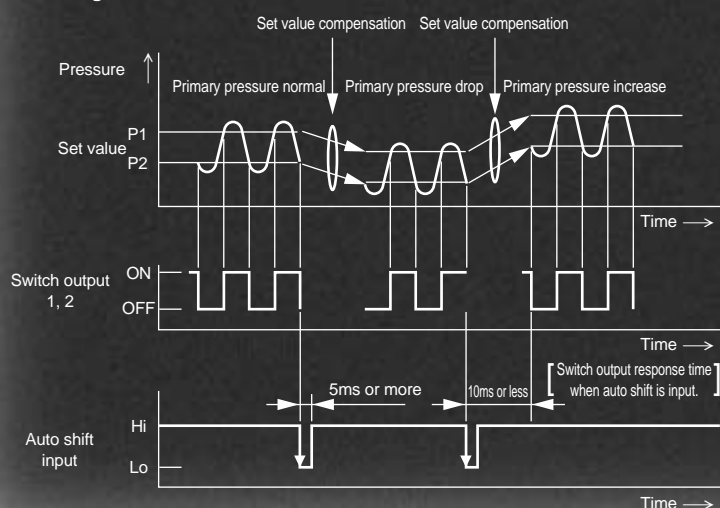 Set value compensation Set value compensation
Pressure
Primary pressure normal Primary pressure drop Primary pressure increase
P1
Set value
P2
Time
Switch output
1, 2
ON
OFF
Time
[Switch output response time
when auto shift is input.]
5ms or more
10ms or less
Auto shift
input
Hi
Lo
Time